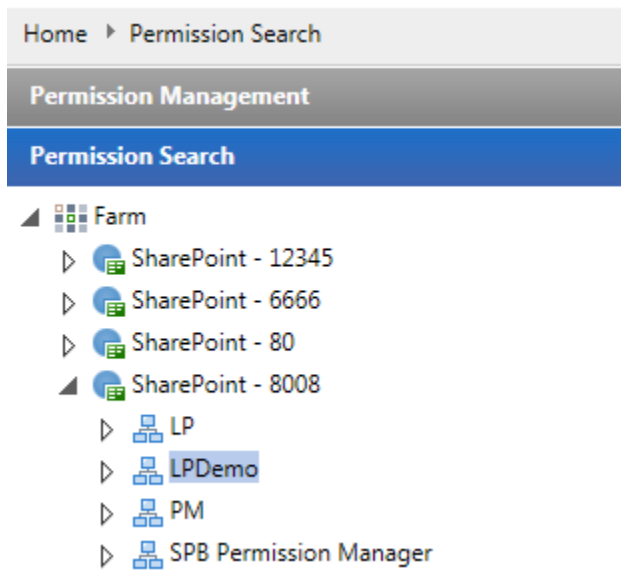 Home Permission Search
Permission Management
Permission Search
Farm
SharePoint - 12345
SharePoint - 6666
SharePoint - 80
SharePoint - 8008
LP
LPDemo
PM
SPB Permission Manager